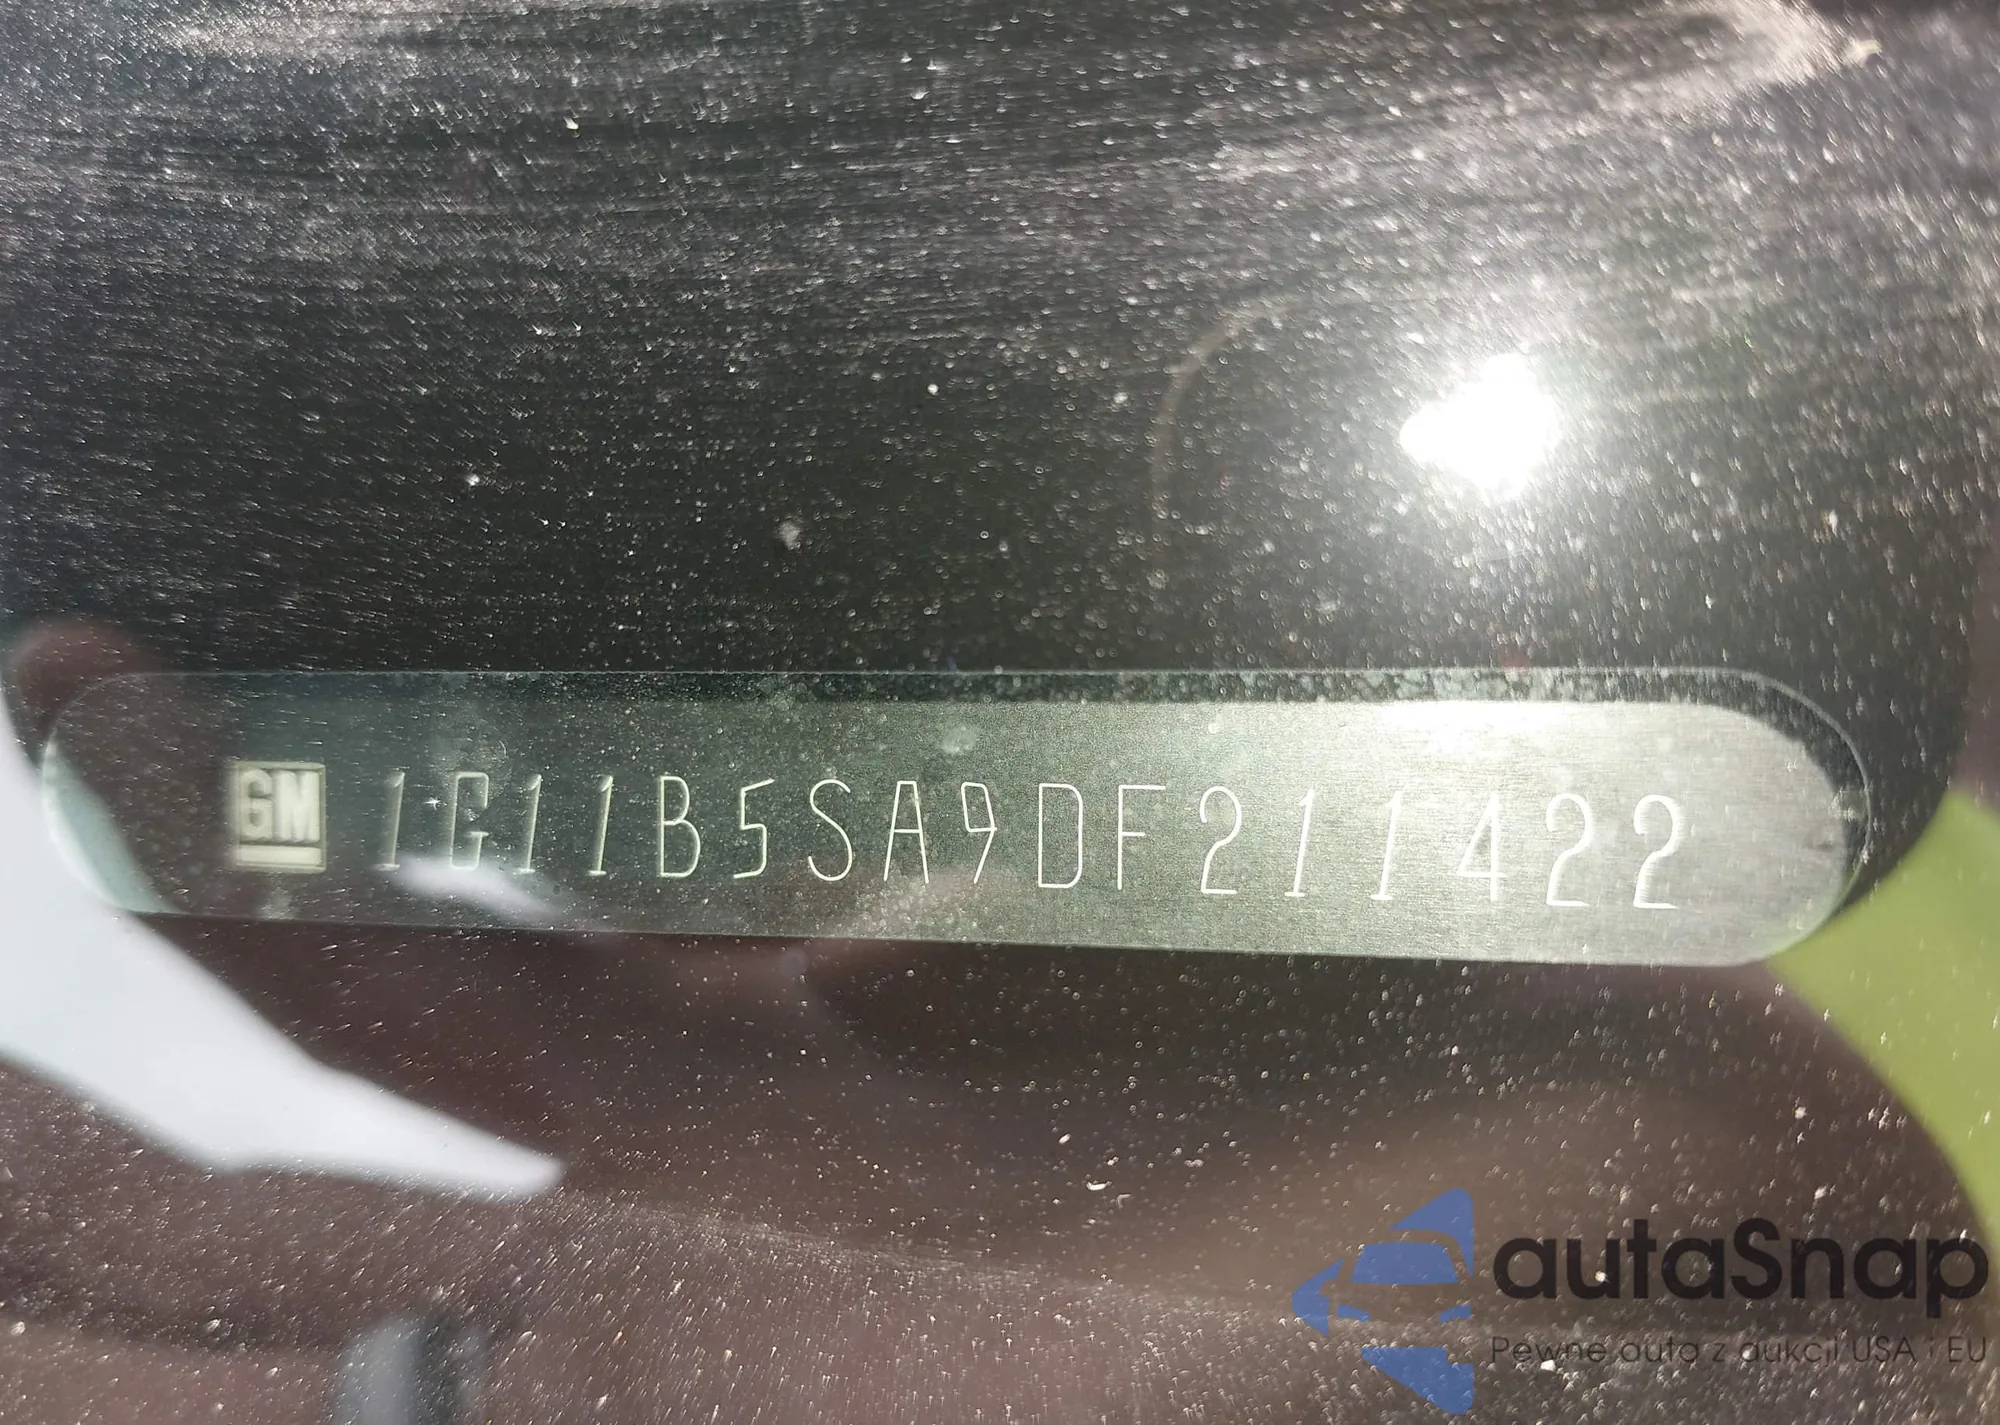 GM 1G11B5SA9DF211422
autaSnap
Pewne auta z aukcji USA i EU